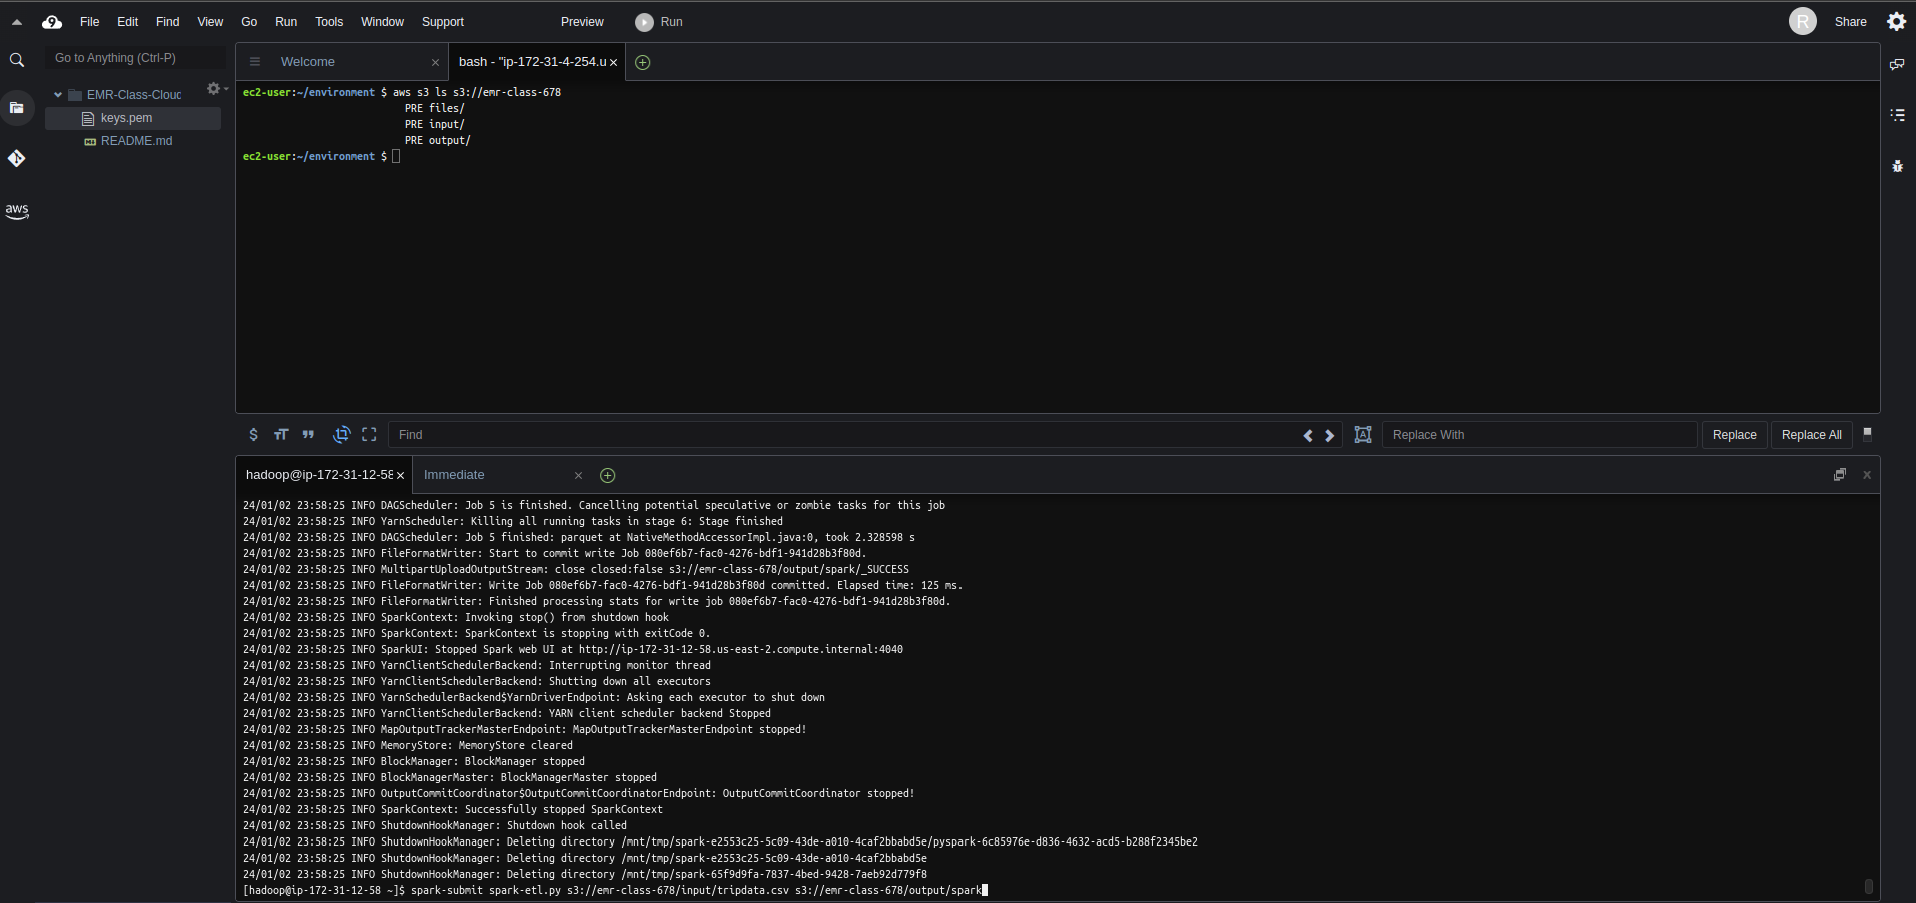 File Edit Find View Go Run Tools Window Support Preview Run R Share
Go to Anything (Ctrl-P)
Welcome
bash - "ip-172-31-4-254.u
EMR-Class-Cloud
keys.pem
README.md
aws
ec2-user:~/environment $ aws s3 ls s3://emr-class-678
PRE files/
PRE input/
PRE output/
ec2-user:~/environment $
Find
Replace With
Replace
Replace All
hadoop@ip-172-31-12-58
Immediate
24/01/02 23:58:25 INFO DAGScheduler: Job 5 is finished. Cancelling potential speculative or zombie tasks for this job
24/01/02 23:58:25 INFO YarnScheduler: Killing all running tasks in stage 6: Stage finished
24/01/02 23:58:25 INFO DAGScheduler: Job 5 finished: parquet at NativeMethodAccessorImpl.java:0, took 2.328598 s
24/01/02 23:58:25 INFO FileFormatWriter: Start to commit write Job 080ef6b7-fac0-4276-bdf1-941d28b3f80d.
24/01/02 23:58:25 INFO MultipartUploadOutputStream: close closed:false s3://emr-class-678/output/spark/_SUCCESS
24/01/02 23:58:25 INFO FileFormatWriter: Write Job 080ef6b7-fac0-4276-bdf1-941d28b3f80d committed. Elapsed time: 125 ms.
24/01/02 23:58:25 INFO FileFormatWriter: Finished processing stats for write job 080ef6b7-fac0-4276-bdf1-941d28b3f80d.
24/01/02 23:58:25 INFO SparkContext: Invoking stop() from shutdown hook
24/01/02 23:58:25 INFO SparkContext: SparkContext is stopping with exitCode 0.
24/01/02 23:58:25 INFO SparkUI: Stopped Spark web UI at http://ip-172-31-12-58.us-east-2.compute.internal:4040
24/01/02 23:58:25 INFO YarnClientSchedulerBackend: Interrupting monitor thread
24/01/02 23:58:25 INFO YarnClientSchedulerBackend: Shutting down all executors
24/01/02 23:58:25 INFO YarnSchedulerBackend$YarnDriverEndpoint: Asking each executor to shut down
24/01/02 23:58:25 INFO YarnClientSchedulerBackend: YARN client scheduler backend Stopped
24/01/02 23:58:25 INFO MapOutputTrackerMasterEndpoint: MapOutputTrackerMasterEndpoint stopped!
24/01/02 23:58:25 INFO MemoryStore: MemoryStore cleared
24/01/02 23:58:25 INFO BlockManager: BlockManager stopped
24/01/02 23:58:25 INFO BlockManagerMaster: BlockManagerMaster stopped
24/01/02 23:58:25 INFO OutputCommitCoordinator$OutputCommitCoordinatorEndpoint: OutputCommitCoordinator stopped!
24/01/02 23:58:25 INFO SparkContext: Successfully stopped SparkContext
24/01/02 23:58:25 INFO ShutdownHookManager: Shutdown hook called
24/01/02 23:58:25 INFO ShutdownHookManager: Deleting directory /mnt/tmp/spark-e2553c25-5c09-43de-a010-4caf2bbabd5e/pyspark-6c85976e-d836-4632-acd5-b288f2345be2
24/01/02 23:58:25 INFO ShutdownHookManager: Deleting directory /mnt/tmp/spark-e2553c25-5c09-43de-a010-4caf2bbabd5e
24/01/02 23:58:25 INFO ShutdownHookManager: Deleting directory /mnt/tmp/spark-65f9d9fa-7837-4bed-9428-7aeb92d779f8
[hadoop@ip-172-31-12-58 ~]$ spark-submit spark-etl.py s3://emr-class-678/input/tripdata.csv s3://emr-class-678/output/spark